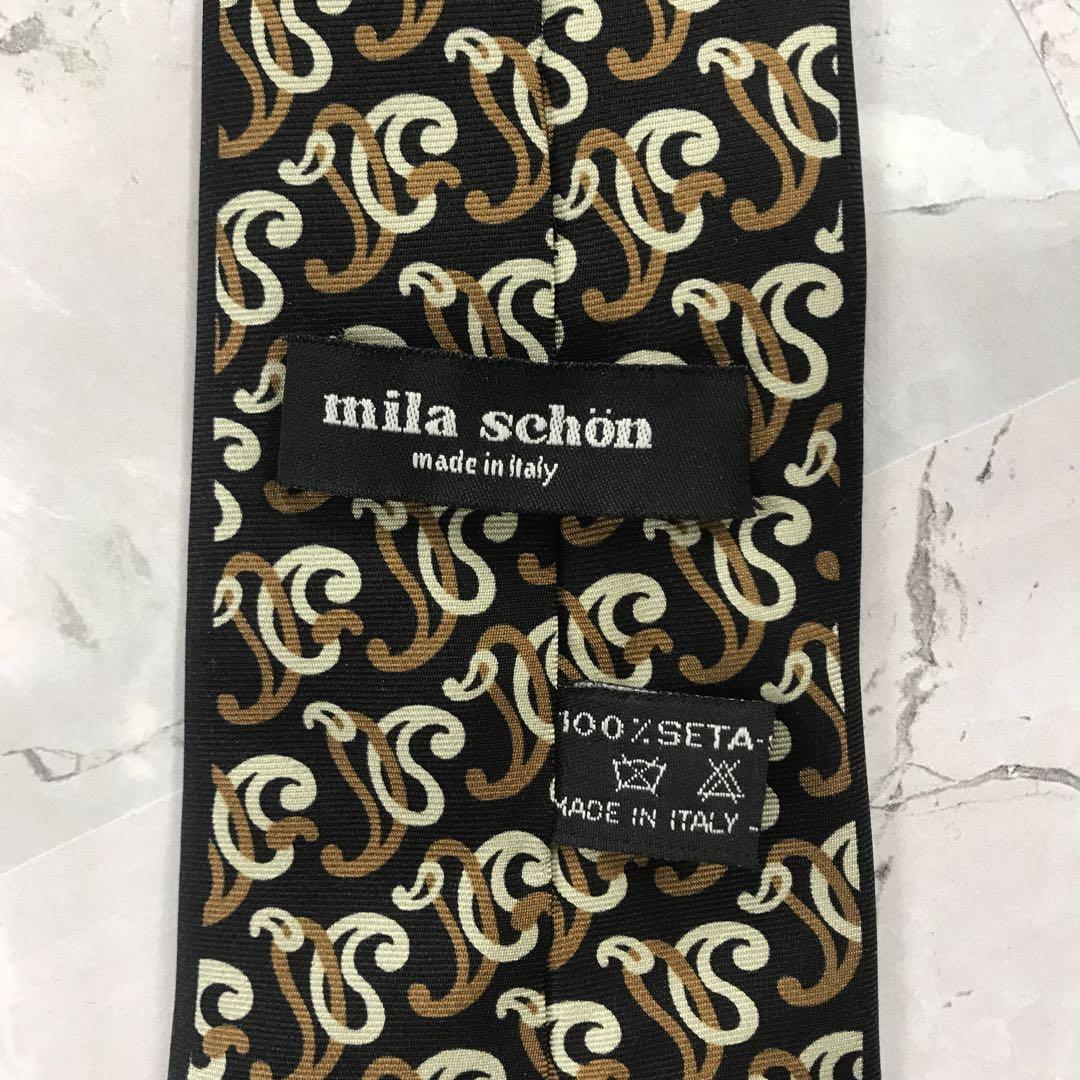 mila schön
made in italy
100%SETA-
MADE IN ITALY -